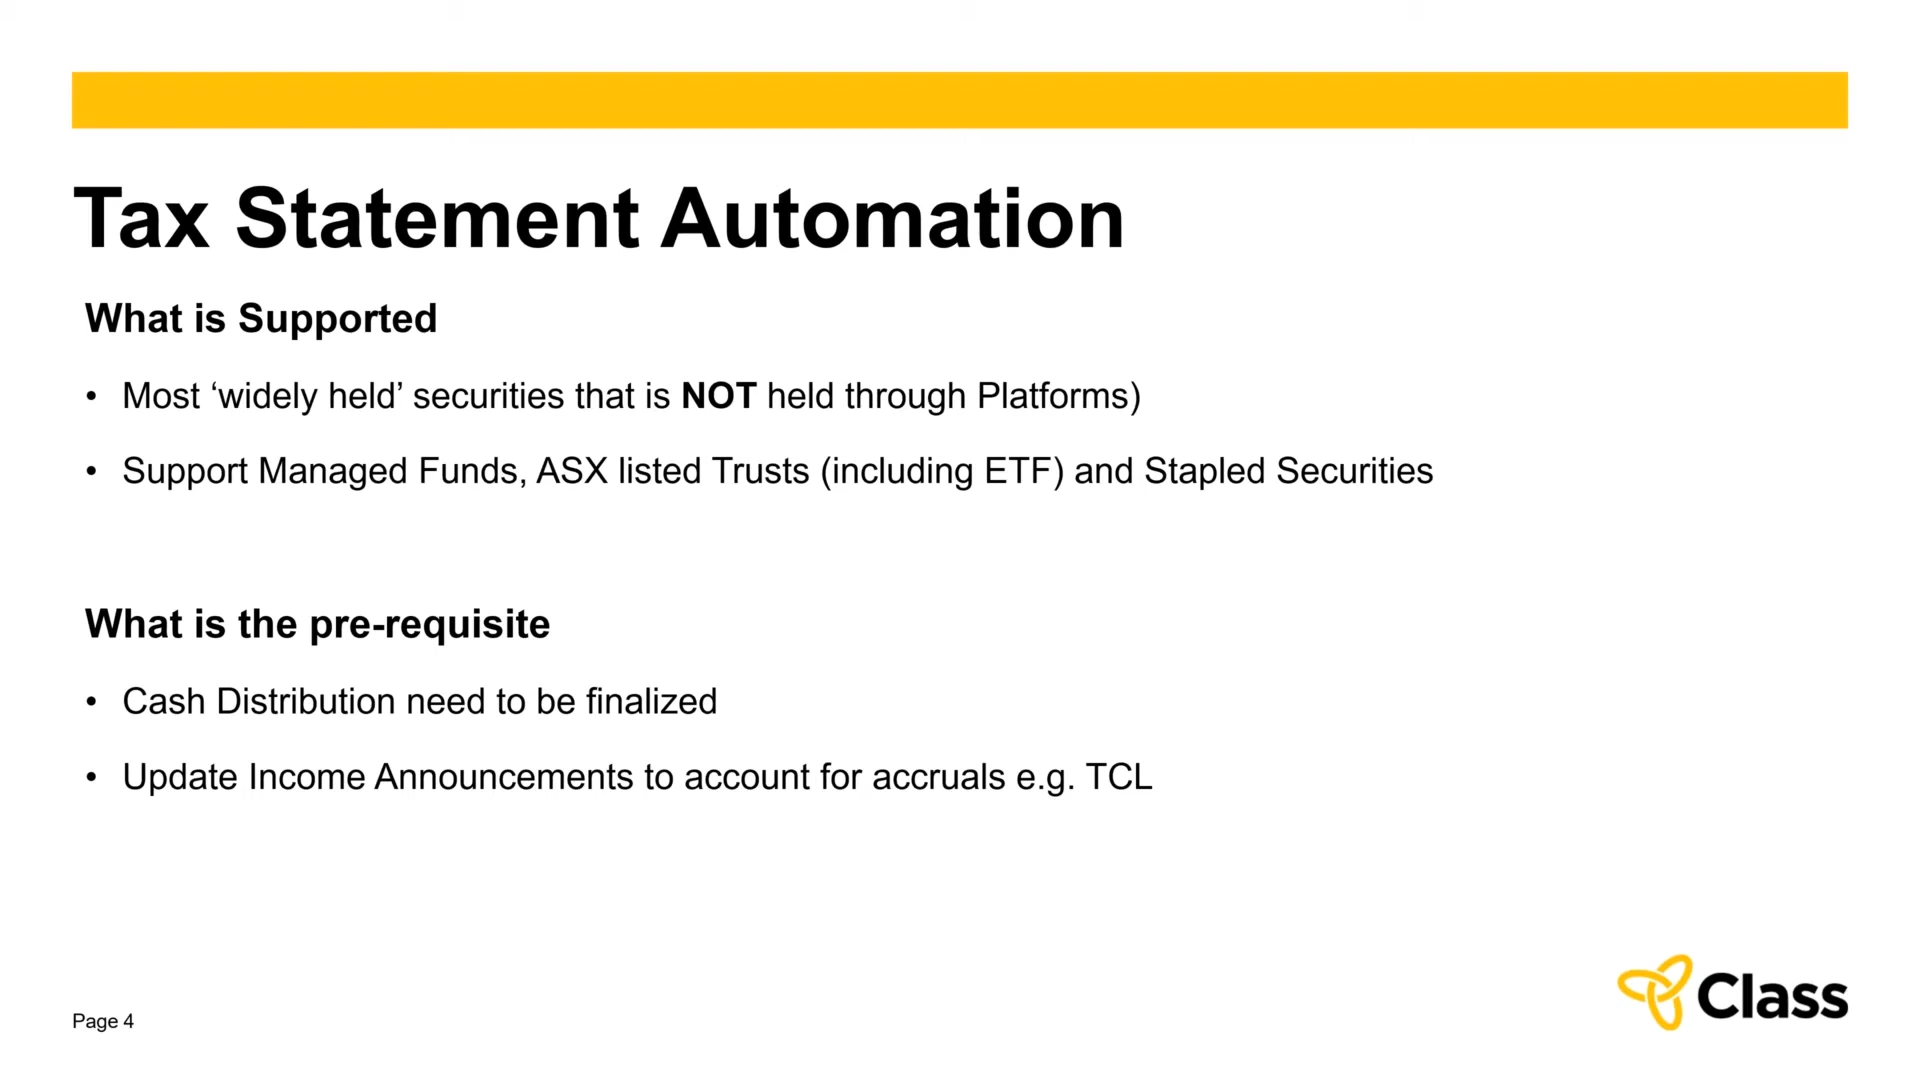 Tax Statement Automation
What is Supported
• Most ‘widely held’ securities that is NOT held through Platforms)
• Support Managed Funds, ASX listed Trusts (including ETF) and Stapled Securities
What is the pre-requisite
• Cash Distribution need to be finalized
• Update Income Announcements to account for accruals e.g. TCL
Page 4
Class